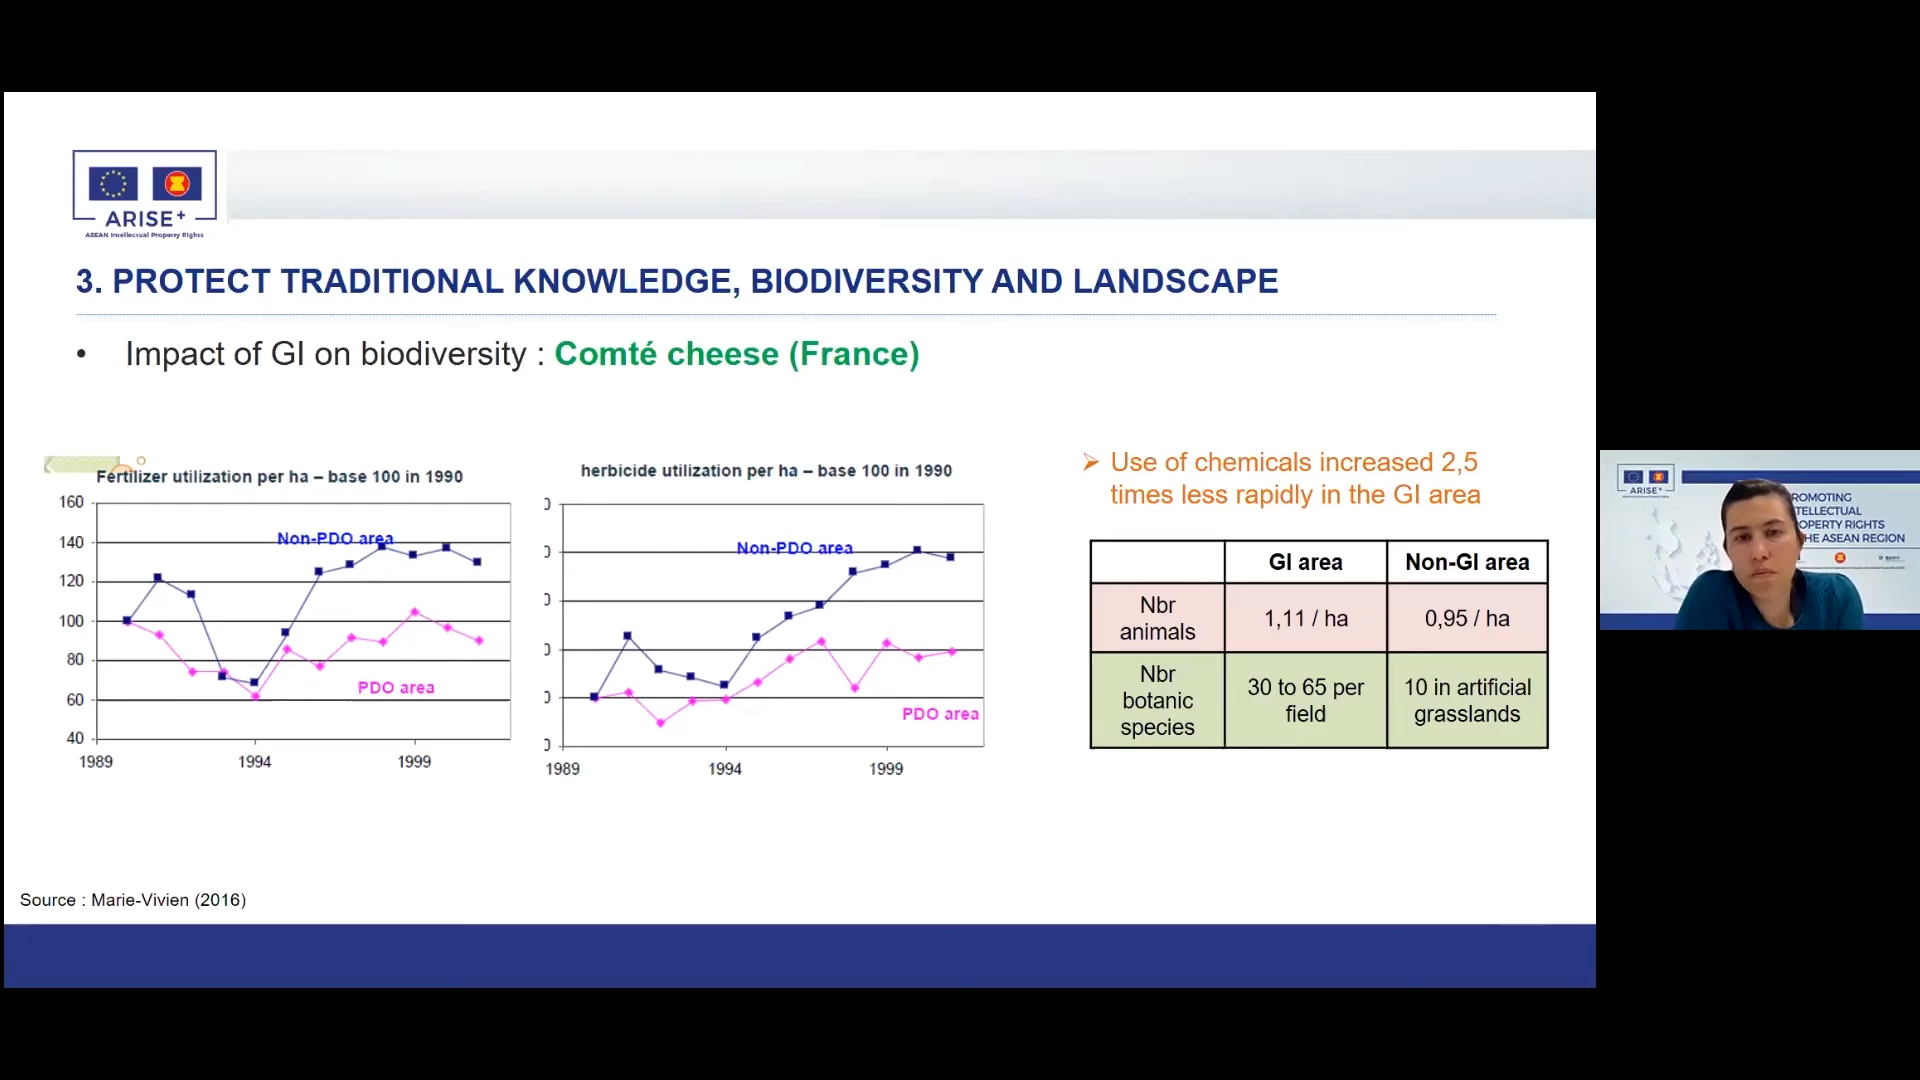 ARISE+
ASEAN Intellectual Property Rights
3. PROTECT TRADITIONAL KNOWLEDGE, BIODIVERSITY AND LANDSCAPE
• Impact of GI on biodiversity : Comté cheese (France)
Fertilizer utilization per ha – base 100 in 1990
160
140
120
100
80
60
40
Non-PDO area
PDO area
1989 1994 1999
herbicide utilization per ha – base 100 in 1990
Non-PDO area
PDO area
1989 1994 1999
Use of chemicals increased 2,5
times less rapidly in the GI area
GI area Non-GI area
Nbr
animals
1,11 / ha 0,95 / ha
Nbr
botanic
species
30 to 65 per
field
10 in artificial
grasslands
Source : Marie-Vivien (2016)
ARISE+
ROMOTING
TELLECTUAL
OPERTY RIGHTS
HE ASEAN REGION